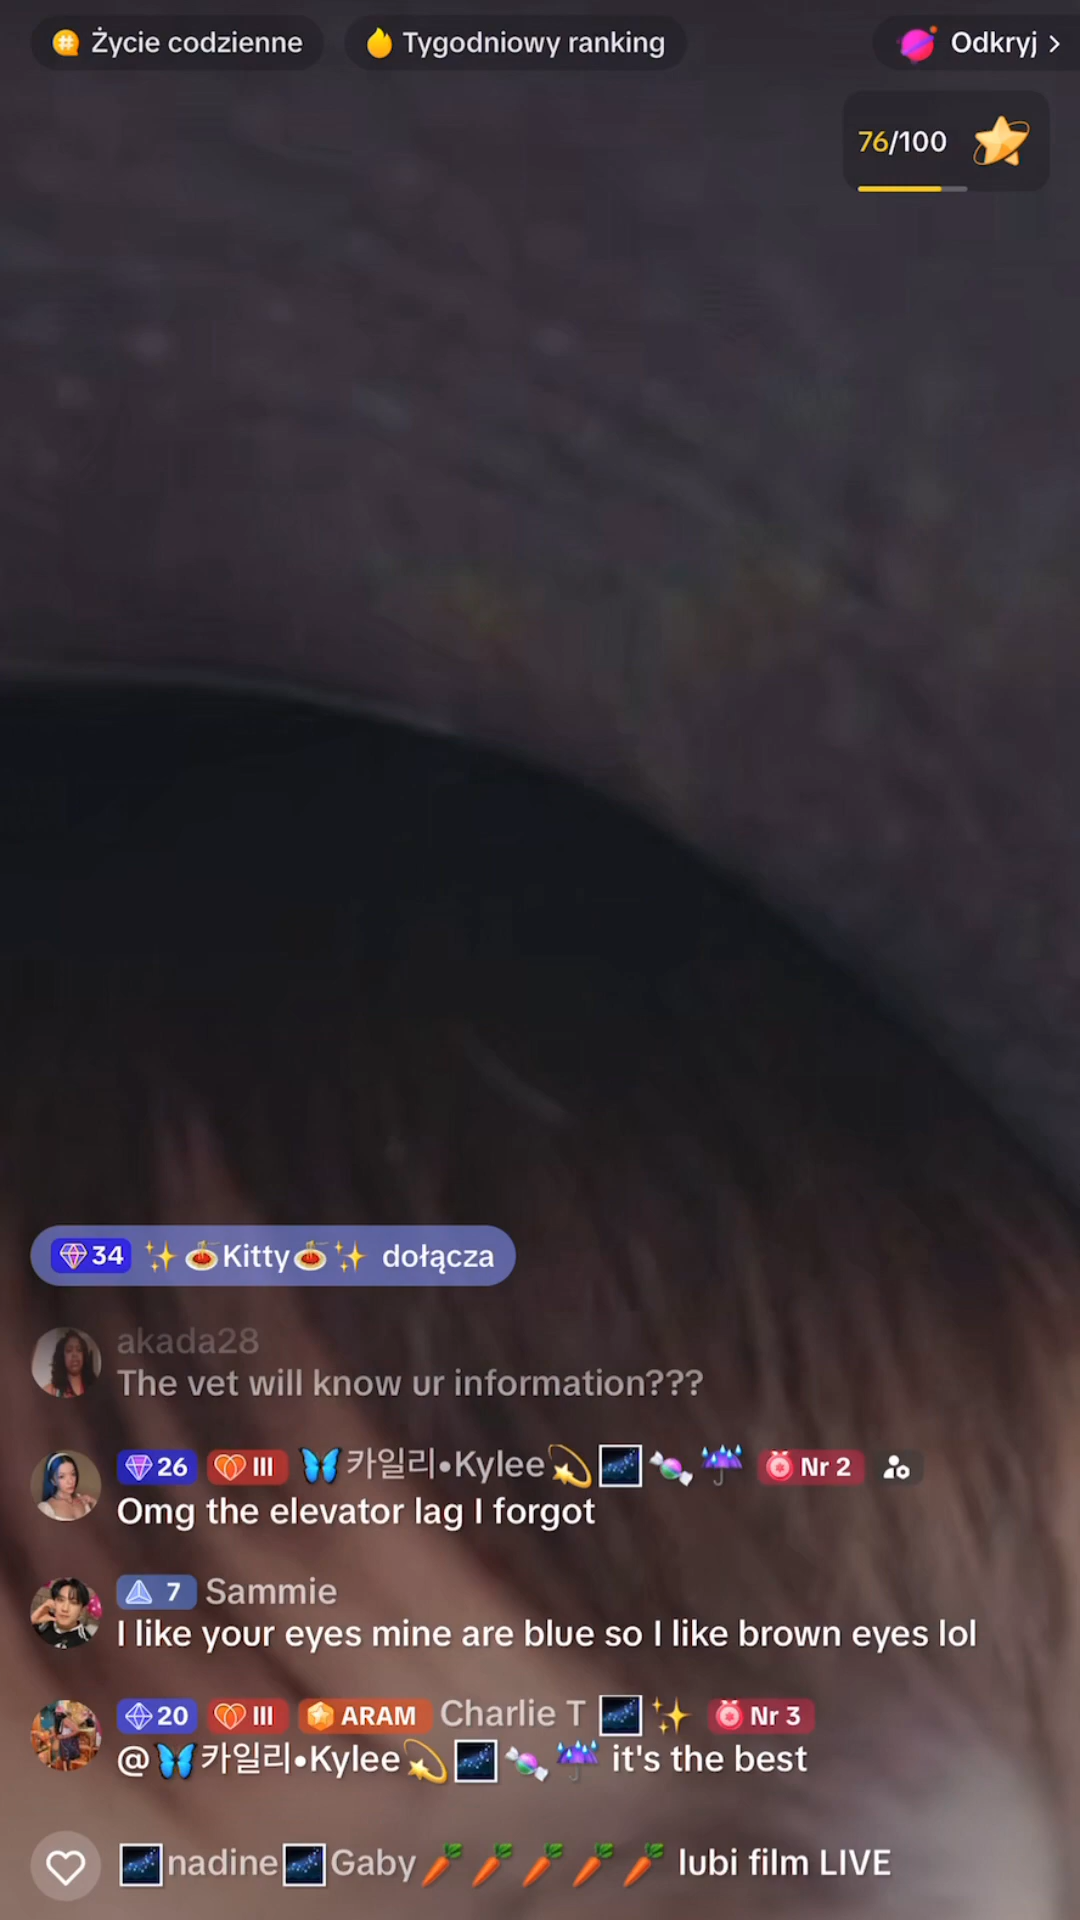 Życie codzienne
Tygodniowy ranking
Odkryj >
76/100
34 ✨🍝Kitty🍝✨ dołącza
akada28
The vet will know ur information???
26 III 🦋카일리•Kylee💫🌌🍬☔ Nr 2
Omg the elevator lag I forgot
7 Sammie
I like your eyes mine are blue so I like brown eyes lol
20 III ARAM Charlie T🌌✨ Nr 3
@🦋카일리•Kylee💫🌌🍬☔ it's the best
🌌nadine🌌Gaby🥕🥕🥕🥕🥕 lubi film LIVE